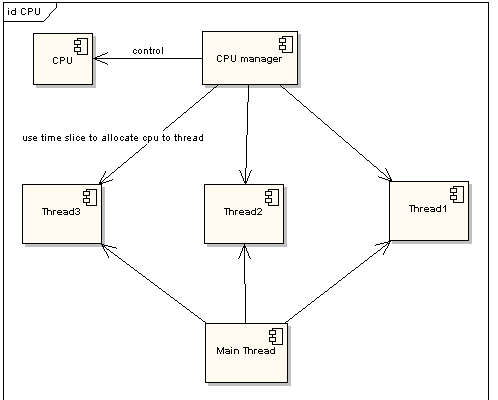 id CPU
CPU
control
CPU manager
use time slice to allocate cpu to thread
Thread3
Thread2
Thread1
Main Thread